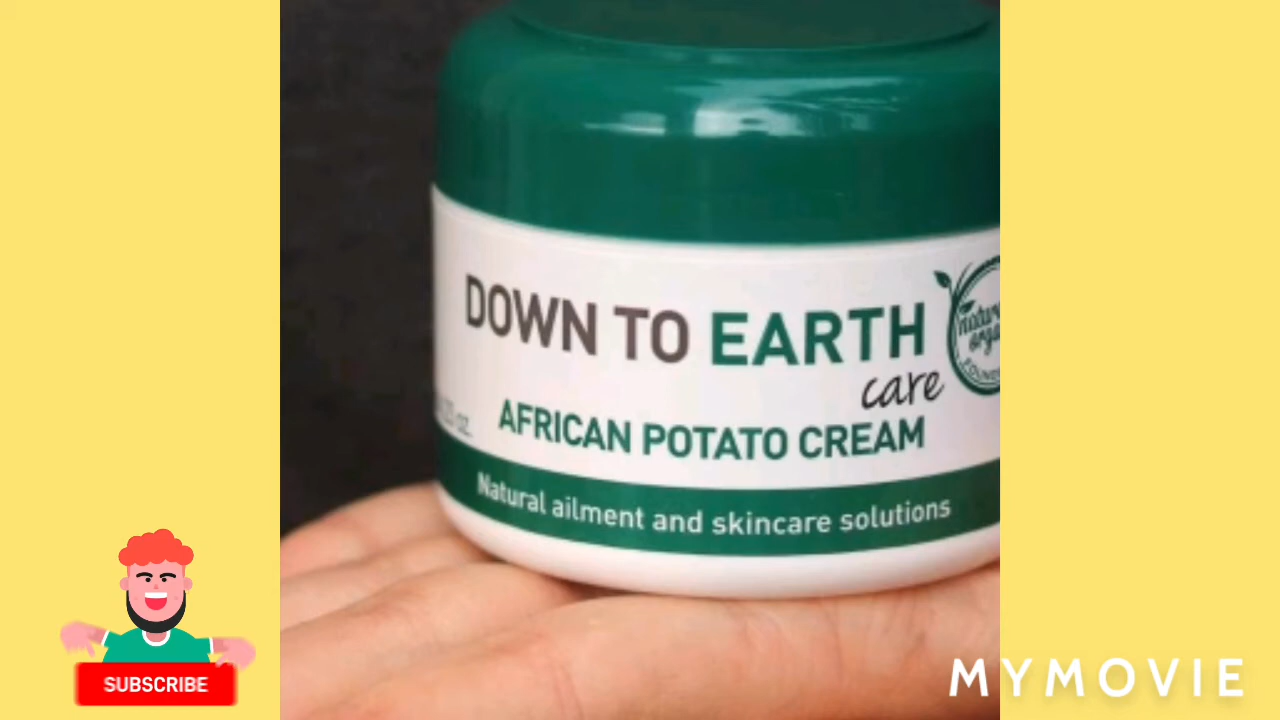 DOWN TO EARTH
care
AFRICAN POTATO CREAM
Natural ailment and skincare solutions
SUBSCRIBE
MYMOVIE